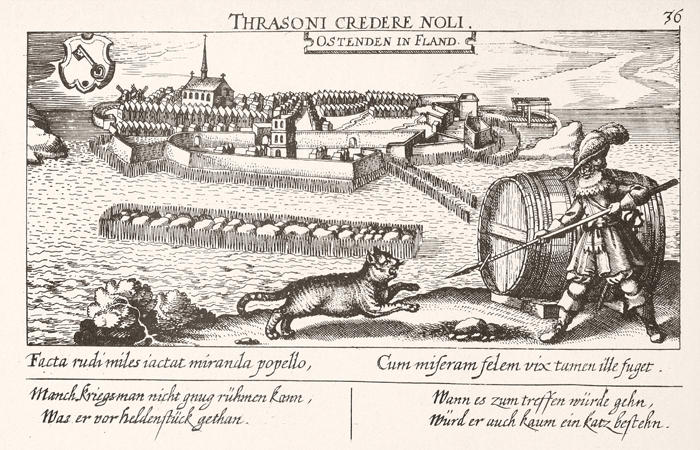 THRASONI CREDERE NOLI.
36
OSTENDEN IN FLAND.
Facta rudi miles iactat miranda popello,
Cum miseram felem vix tamen ille fuget.
Manch kriegsman nicht gnug rühmen kann,
Was er vor heldenstück gethan.
Wann es zum treffen würde gehn,
Würd er auch kaum ein katz bestehn.